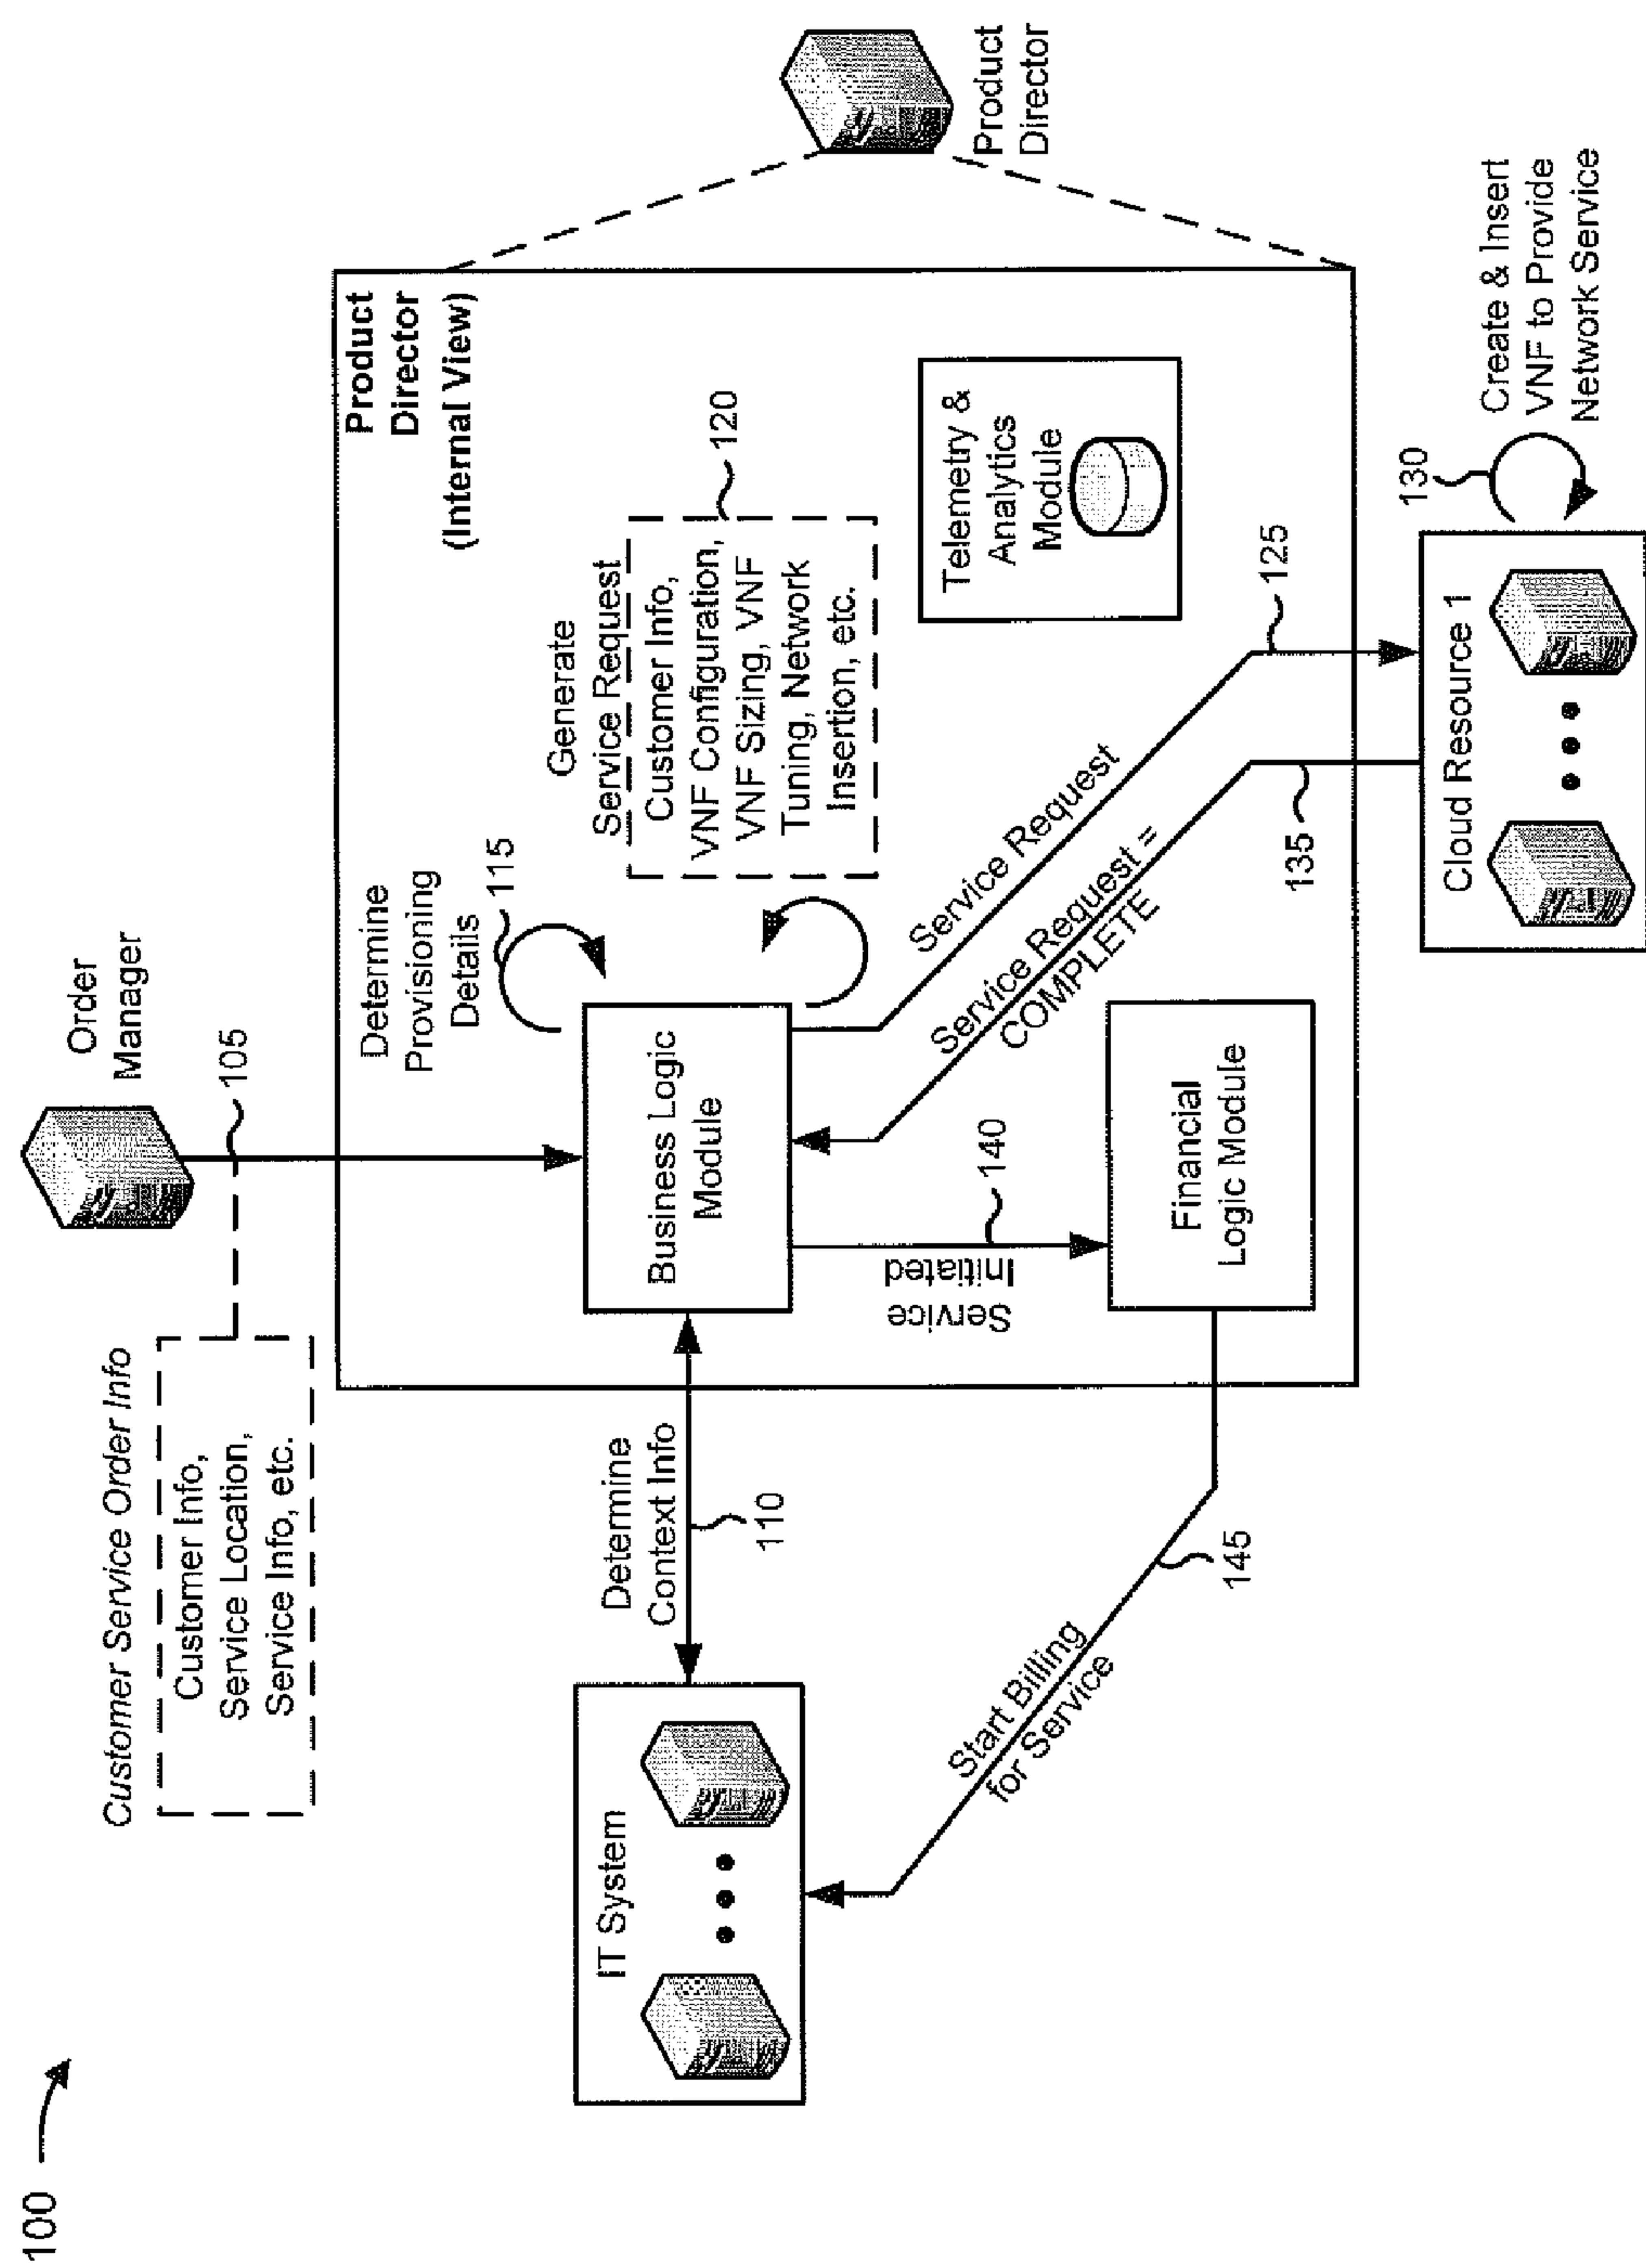 100
Order
Manager
105
Customer Service Order Info
Customer Info,
Service Location,
Service Info, etc.
Product
Director
(Internal View)
Product
Director
Determine
Provisioning
Details
115
Generate
Service Request
Customer Info,
VNF Configuration,
VNF Sizing, VNF
Tuning, Network
Insertion, etc.
120
IT System
Determine
Context Info
110
Business Logic
Module
Telemetry &
Analytics
Module
Service Request
125
Service Request =
COMPLETE
135
Service
Initiated
140
Financial
Logic Module
Start Billing
for Service
145
Cloud Resource 1
130
Create & Insert
VNF to Provide
Network Service